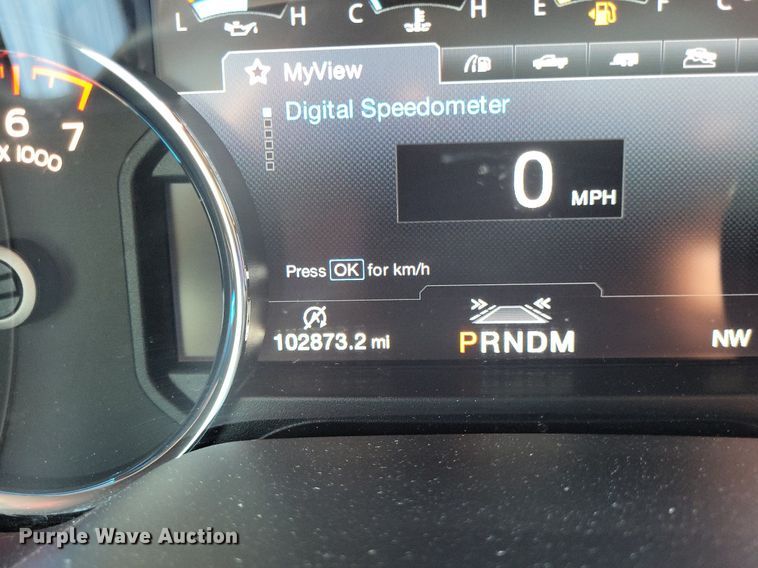 L H C H E F C
MyView
Digital Speedometer
6 7
X 1000
0 MPH
Press OK for km/h
A
102873.2 mi PRNDM NW
Purple Wave Auction